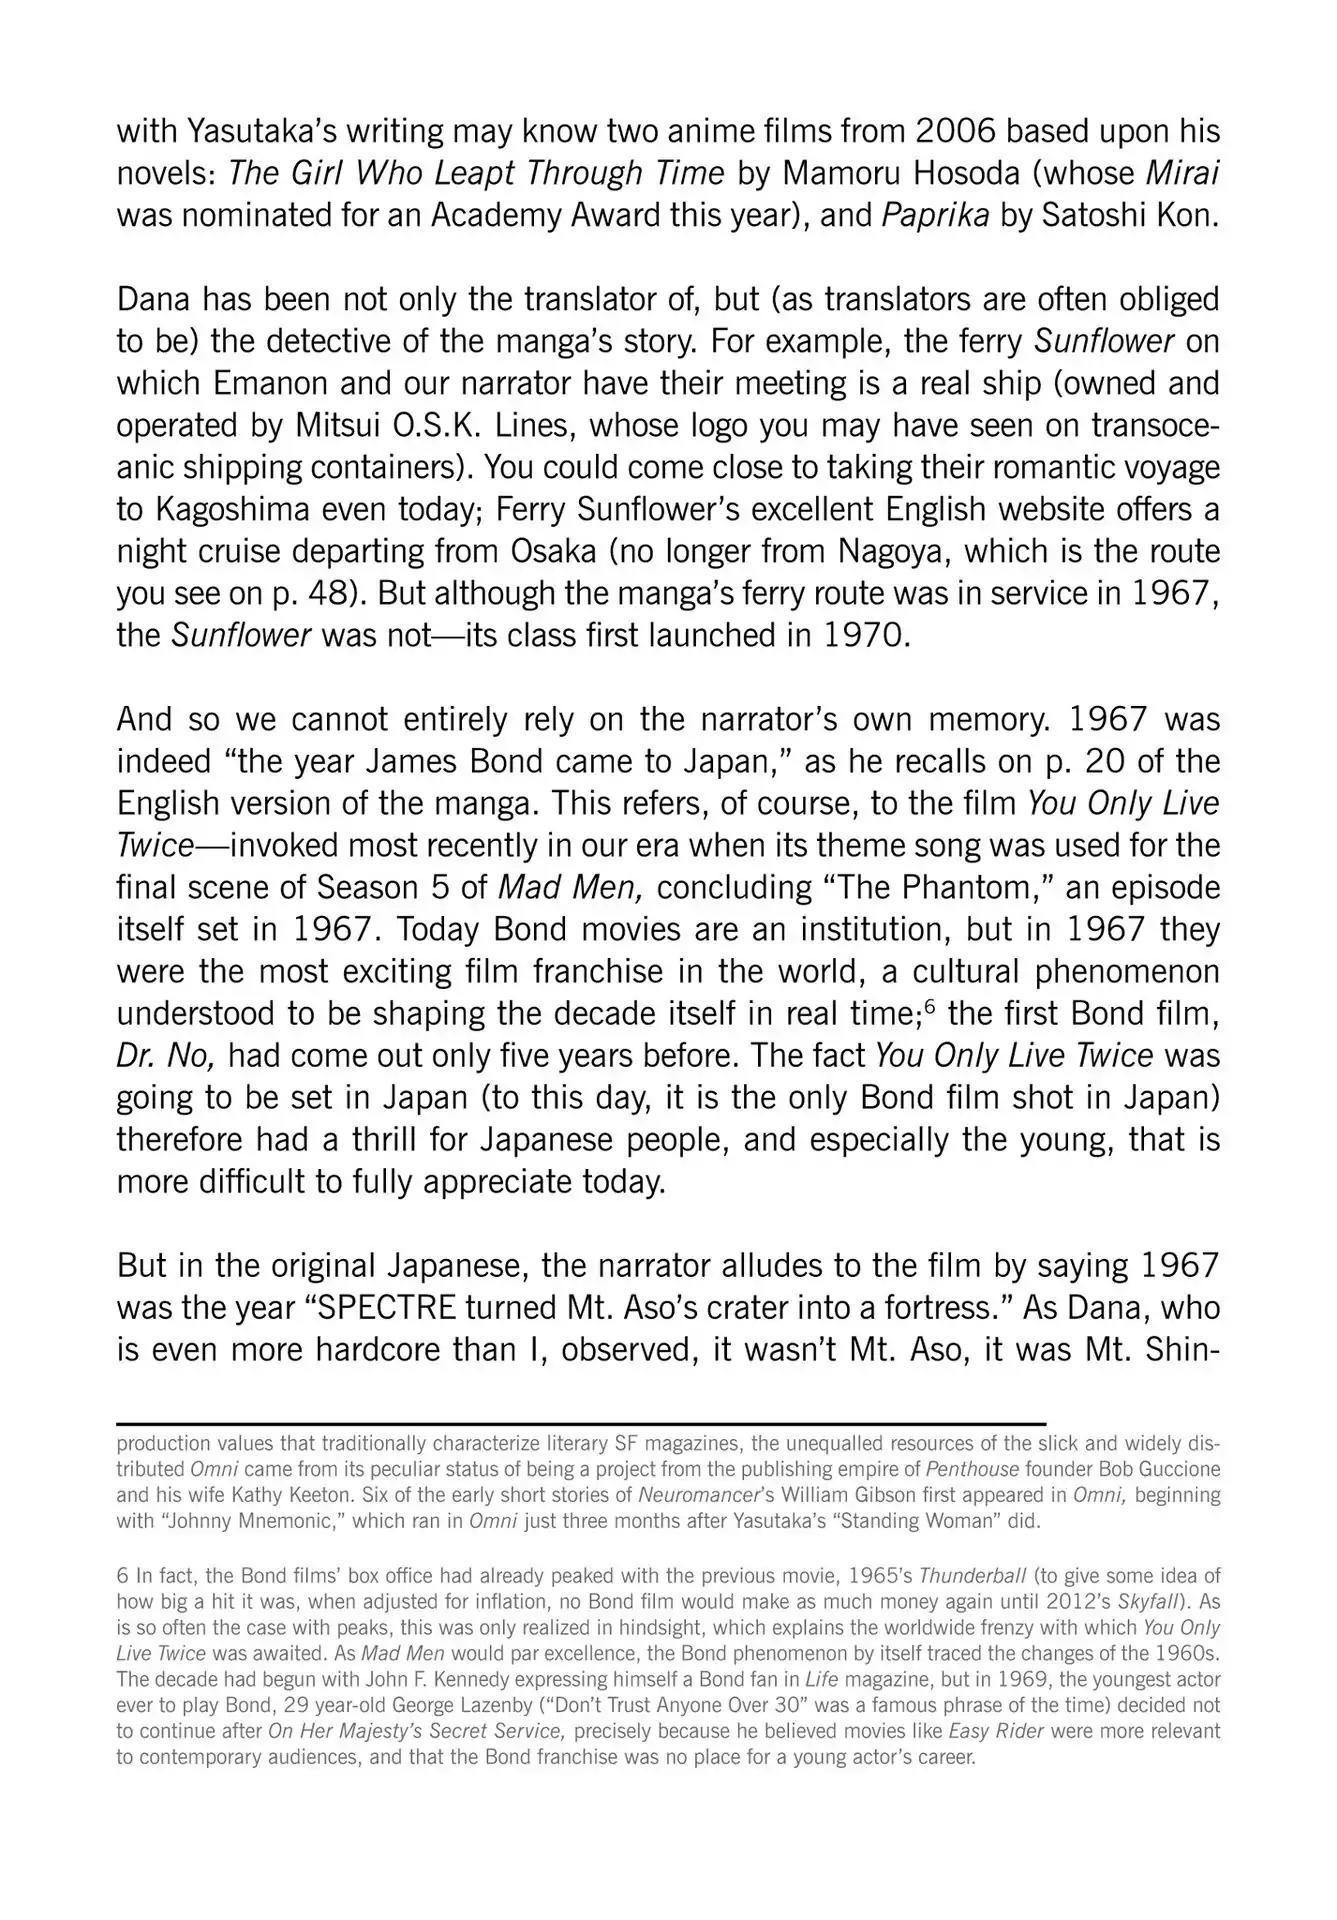 with Yasutaka’s writing may know two anime films from 2006 based upon his
novels: The Girl Who Leapt Through Time by Mamoru Hosoda (whose Mirai
was nominated for an Academy Award this year), and Paprika by Satoshi Kon.
Dana has been not only the translator of, but (as translators are often obliged
to be) the detective of the manga’s story. For example, the ferry Sunflower on
which Emanon and our narrator have their meeting is a real ship (owned and
operated by Mitsui O.S.K. Lines, whose logo you may have seen on transoce-
anic shipping containers). You could come close to taking their romantic voyage
to Kagoshima even today; Ferry Sunflower’s excellent English website offers a
night cruise departing from Osaka (no longer from Nagoya, which is the route
you see on p. 48). But although the manga’s ferry route was in service in 1967,
the Sunflower was not—its class first launched in 1970.
And so we cannot entirely rely on the narrator’s own memory. 1967 was
indeed “the year James Bond came to Japan,” as he recalls on p. 20 of the
English version of the manga. This refers, of course, to the film You Only Live
Twice—invoked most recently in our era when its theme song was used for the
final scene of Season 5 of Mad Men, concluding “The Phantom,” an episode
itself set in 1967. Today Bond movies are an institution, but in 1967 they
were the most exciting film franchise in the world, a cultural phenomenon
understood to be shaping the decade itself in real time;6 the first Bond film,
Dr. No, had come out only five years before. The fact You Only Live Twice was
going to be set in Japan (to this day, it is the only Bond film shot in Japan)
therefore had a thrill for Japanese people, and especially the young, that is
more difficult to fully appreciate today.
But in the original Japanese, the narrator alludes to the film by saying 1967
was the year “SPECTRE turned Mt. Aso’s crater into a fortress.” As Dana, who
is even more hardcore than I, observed, it wasn’t Mt. Aso, it was Mt. Shin-
production values that traditionally characterize literary SF magazines, the unequalled resources of the slick and widely dis-
tributed Omni came from its peculiar status of being a project from the publishing empire of Penthouse founder Bob Guccione
and his wife Kathy Keeton. Six of the early short stories of Neuromancer’s William Gibson first appeared in Omni, beginning
with “Johnny Mnemonic,” which ran in Omni just three months after Yasutaka’s “Standing Woman” did.
6 In fact, the Bond films’ box office had already peaked with the previous movie, 1965’s Thunderball (to give some idea of
how big a hit it was, when adjusted for inflation, no Bond film would make as much money again until 2012’s Skyfall). As
is so often the case with peaks, this was only realized in hindsight, which explains the worldwide frenzy with which You Only
Live Twice was awaited. As Mad Men would par excellence, the Bond phenomenon by itself traced the changes of the 1960s.
The decade had begun with John F. Kennedy expressing himself a Bond fan in Life magazine, but in 1969, the youngest actor
ever to play Bond, 29 year-old George Lazenby (“Don’t Trust Anyone Over 30” was a famous phrase of the time) decided not
to continue after On Her Majesty’s Secret Service, precisely because he believed movies like Easy Rider were more relevant
to contemporary audiences, and that the Bond franchise was no place for a young actor’s career.